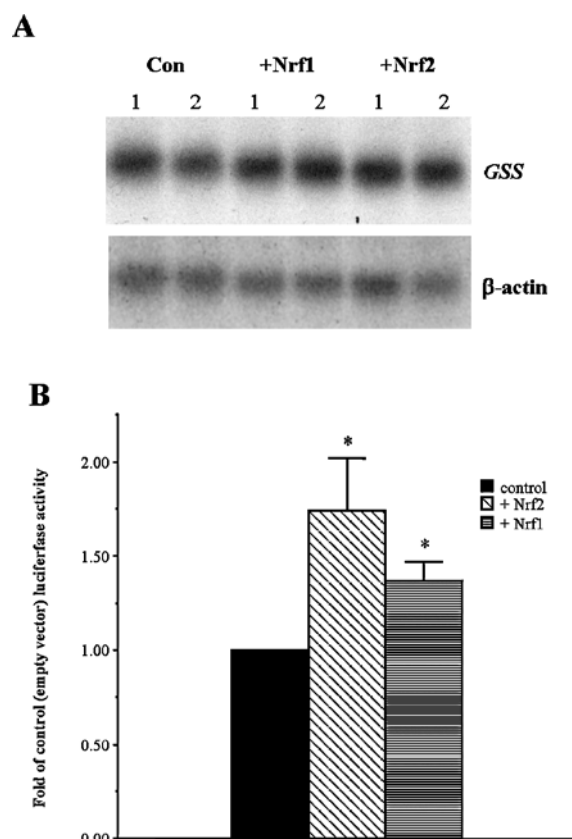 A
Con +Nrf1 +Nrf2
1 2 1 2 1 2
GSS
β-actin
B
Fold of control (empty vector) luciferfase activity
2.00
1.50
1.00
0.50
0.00
*
*
control
+ Nrf2
+ Nrf1